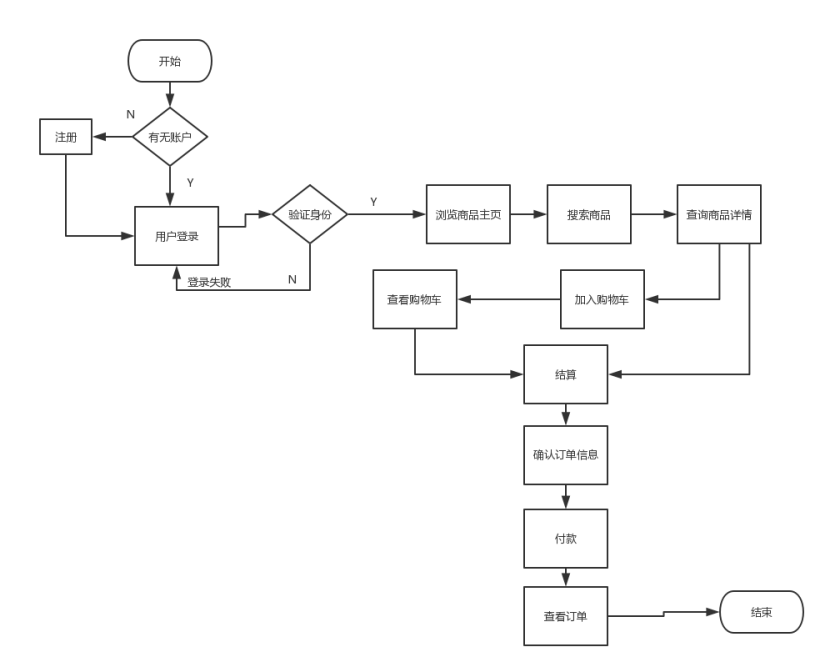 开始
N
注册
有无账户
Y
用户登录
验证身份
Y
浏览商品主页
搜索商品
查询商品详情
登录失败
N
查看购物车
加入购物车
结算
确认订单信息
付款
查看订单
结束